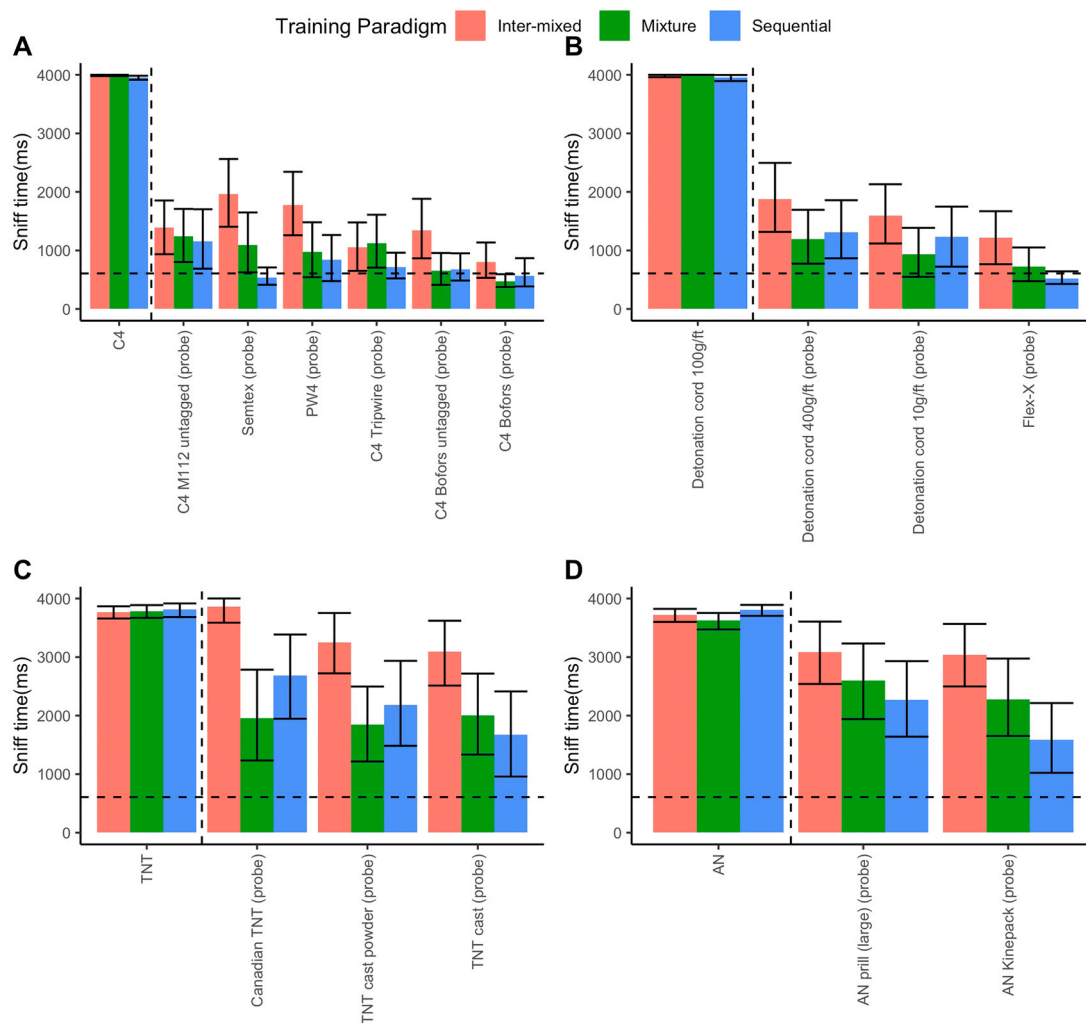 Training Paradigm Inter-mixed Mixture Sequential
A
Sniff time(ms)
4000
3000
2000
1000
0
C4
C4 M112 untagged (probe)
Semtex (probe)
PW4 (probe)
C4 Tripwire (probe)
C4 Bofors untagged (probe)
C4 Bofors (probe)
B
Sniff time(ms)
4000
3000
2000
1000
0
Detonation cord 100g/ft
Detonation cord 400g/ft (probe)
Detonation cord 10g/ft (probe)
Flex-X (probe)
C
Sniff time(ms)
4000
3000
2000
1000
0
TNT
Canadian TNT (probe)
TNT cast powder (probe)
TNT cast (probe)
D
Sniff time(ms)
4000
3000
2000
1000
0
AN
AN prill (large) (probe)
AN Kinepack (probe)